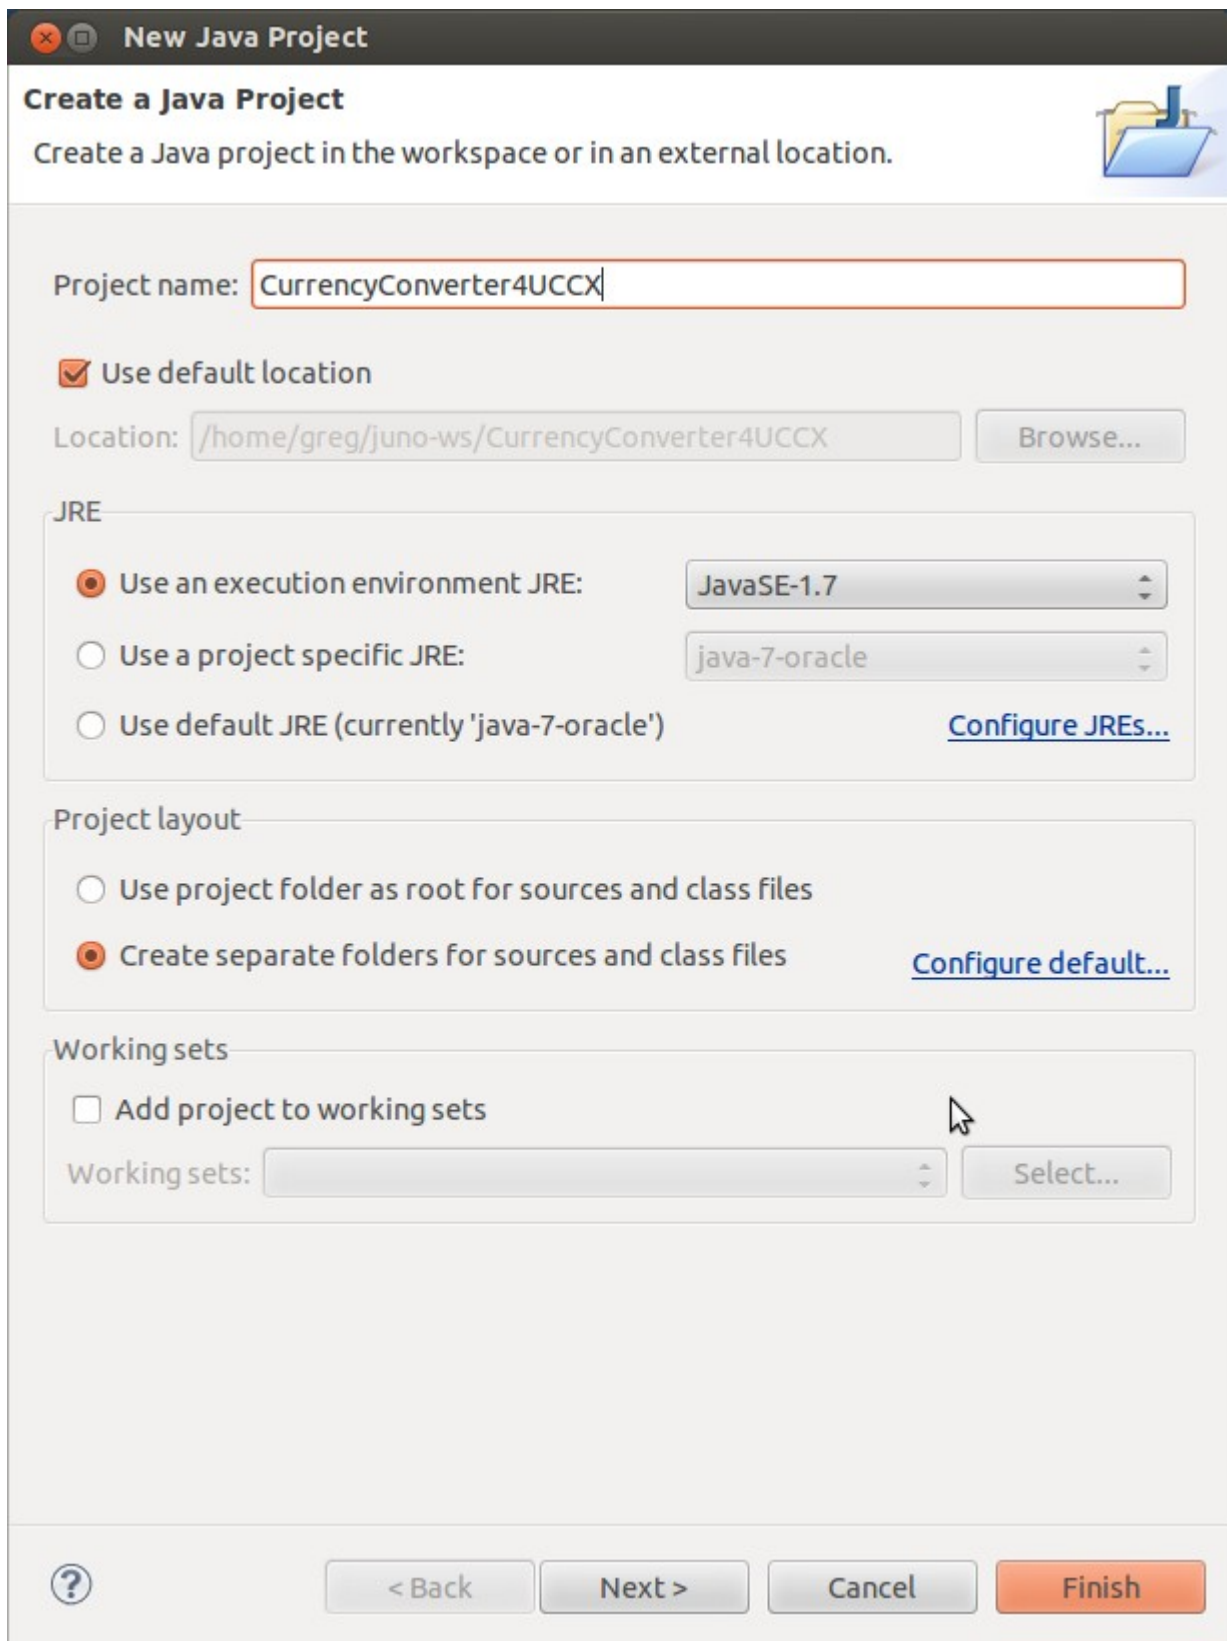 New Java Project
Create a Java Project
Create a Java project in the workspace or in an external location.
Project name: CurrencyConverter4UCCX
Use default location
Location: /home/greg/juno-ws/CurrencyConverter4UCCX Browse...
JRE
Use an execution environment JRE: JavaSE-1.7
Use a project specific JRE: java-7-oracle
Use default JRE (currently 'java-7-oracle') Configure JREs...
Project layout
Use project folder as root for sources and class files
Create separate folders for sources and class files Configure default...
Working sets
Add project to working sets
Working sets: Select...
? < Back Next > Cancel Finish